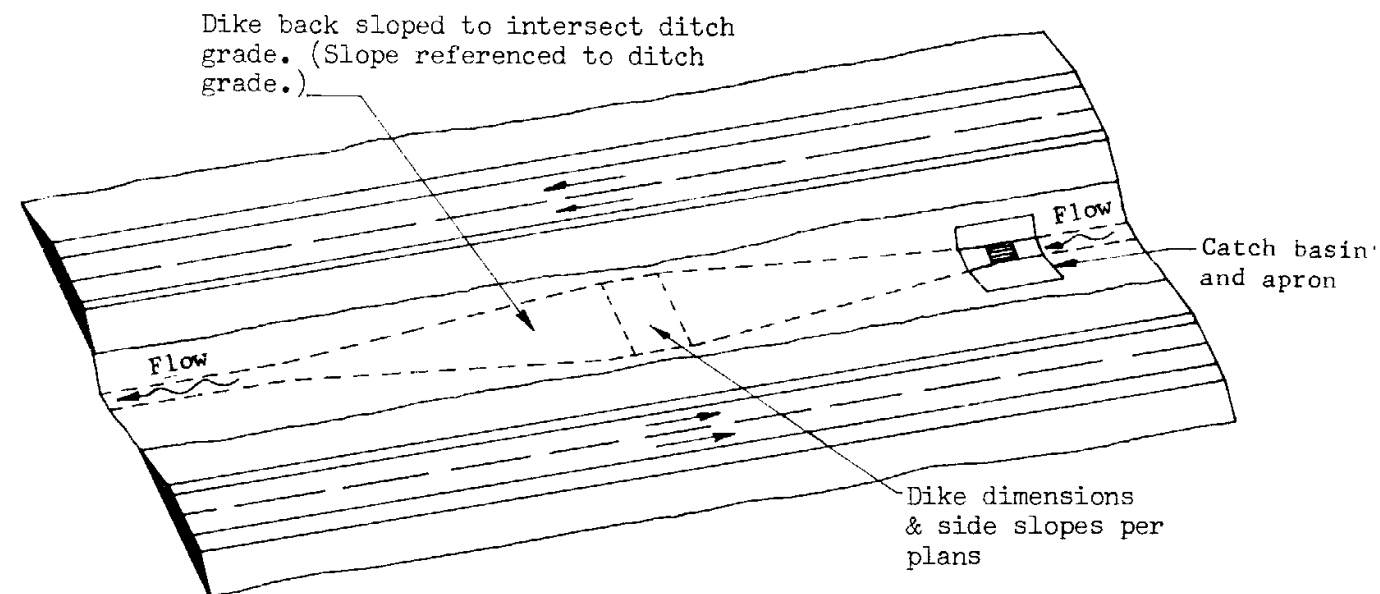 Dike back sloped to intersect ditch
grade. (Slope referenced to ditch
grade.)
Flow
Catch basin
and apron
Flow
Dike dimensions
& side slopes per
plans